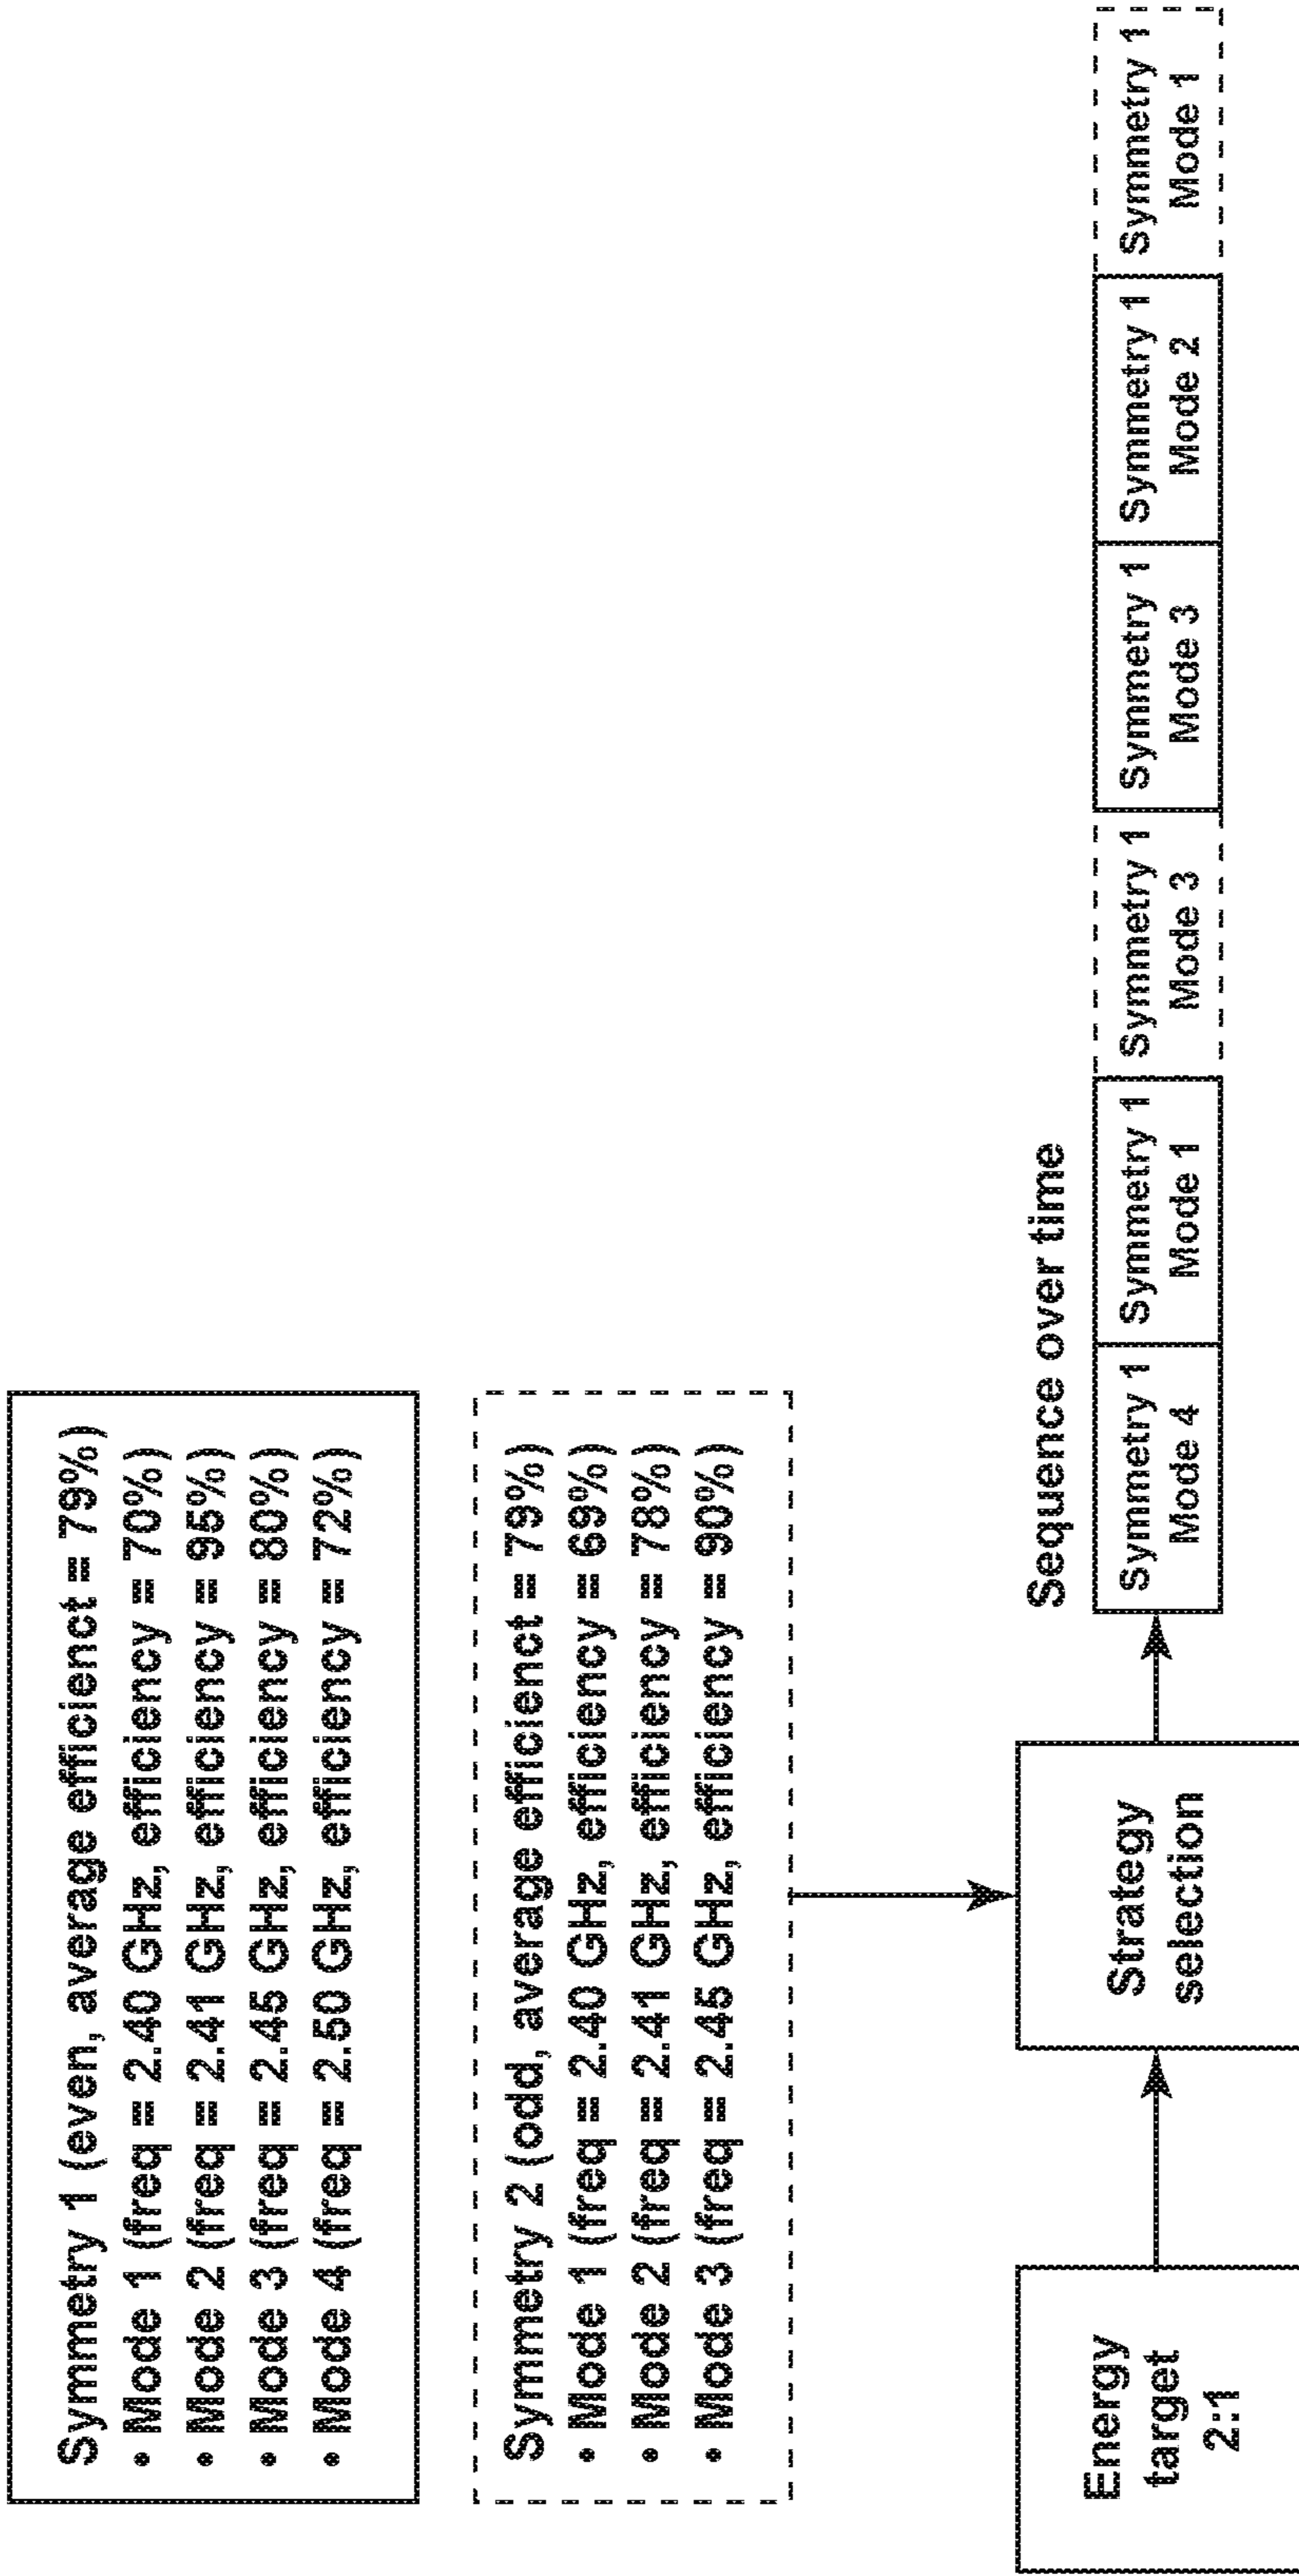 Symmetry 1 (even, average efficienct = 79%)
• Mode 1 (freq = 2.40 GHz, efficiency = 70%)
• Mode 2 (freq = 2.41 GHz, efficiency = 95%)
• Mode 3 (freq = 2.45 GHz, efficiency = 80%)
• Mode 4 (freq = 2.50 GHz, efficiency = 72%)
Symmetry 2 (odd, average efficienct = 79%)
• Mode 1 (freq = 2.40 GHz, efficiency = 69%)
• Mode 2 (freq = 2.41 GHz, efficiency = 78%)
• Mode 3 (freq = 2.45 GHz, efficiency = 90%)
Energy
target
2:1
Strategy
selection
Sequence over time
Symmetry 1
Mode 4
Symmetry 1
Mode 1
Symmetry 1
Mode 3
Symmetry 1
Mode 3
Symmetry 1
Mode 2
Symmetry 1
Mode 1